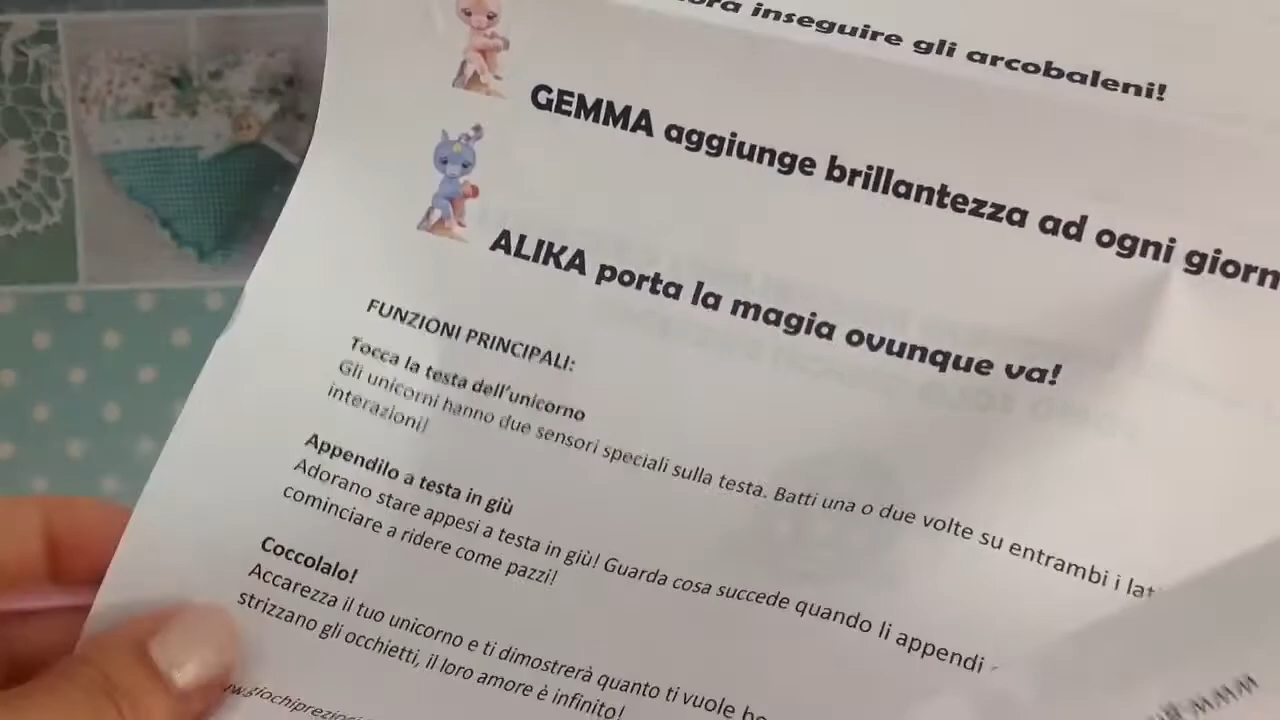 inseguire gli arcobaleni!
GEMMA aggiunge brillantezza ad ogni
ALIKA porta la magia ovunque va!
FUNZIONI PRINCIPALI:
Tocca la testa dell'unicorno
Gli unicorni hanno due sensori speciali sulla testa. Batti una o due volte su entrambi i
interazioni!
Appendilo a testa in giù
Adorano stare appesi a testa in giù! Guarda cosa succede quando li appendi
cominciare a ridere come pazzi!
Coccolalo!
Accarezza il tuo unicorno e ti dimostrerà quanto ti vuole
strizzano gli occhietti, il loro amore è infinito!